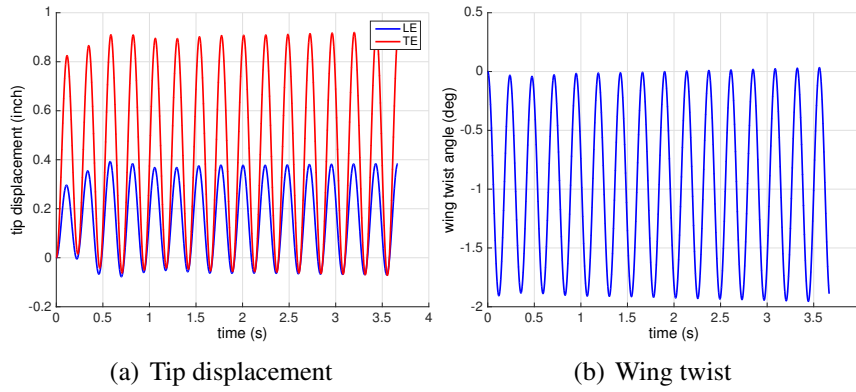 tip displacement (inch)
1
0.8
0.6
0.4
0.2
0
-0.2
0 0.5 1 1.5 2 2.5 3 3.5 4
time (s)
LE
TE
(a) Tip displacement
wing twist angle (deg)
0.5
0
-0.5
-1
-1.5
-2
0 0.5 1 1.5 2 2.5 3 3.5
time (s)
(b) Wing twist